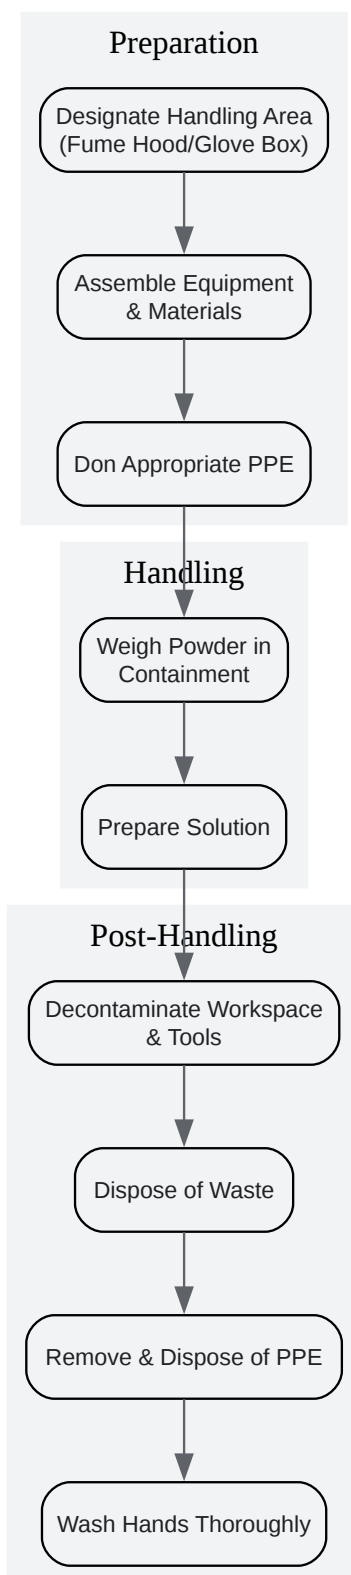 Preparation
Designate Handling Area
(Fume Hood/Glove Box)
Assemble Equipment
& Materials
Don Appropriate PPE
Handling
Weigh Powder in
Containment
Prepare Solution
Post-Handling
Decontaminate Workspace
& Tools
Dispose of Waste
Remove & Dispose of PPE
Wash Hands Thoroughly